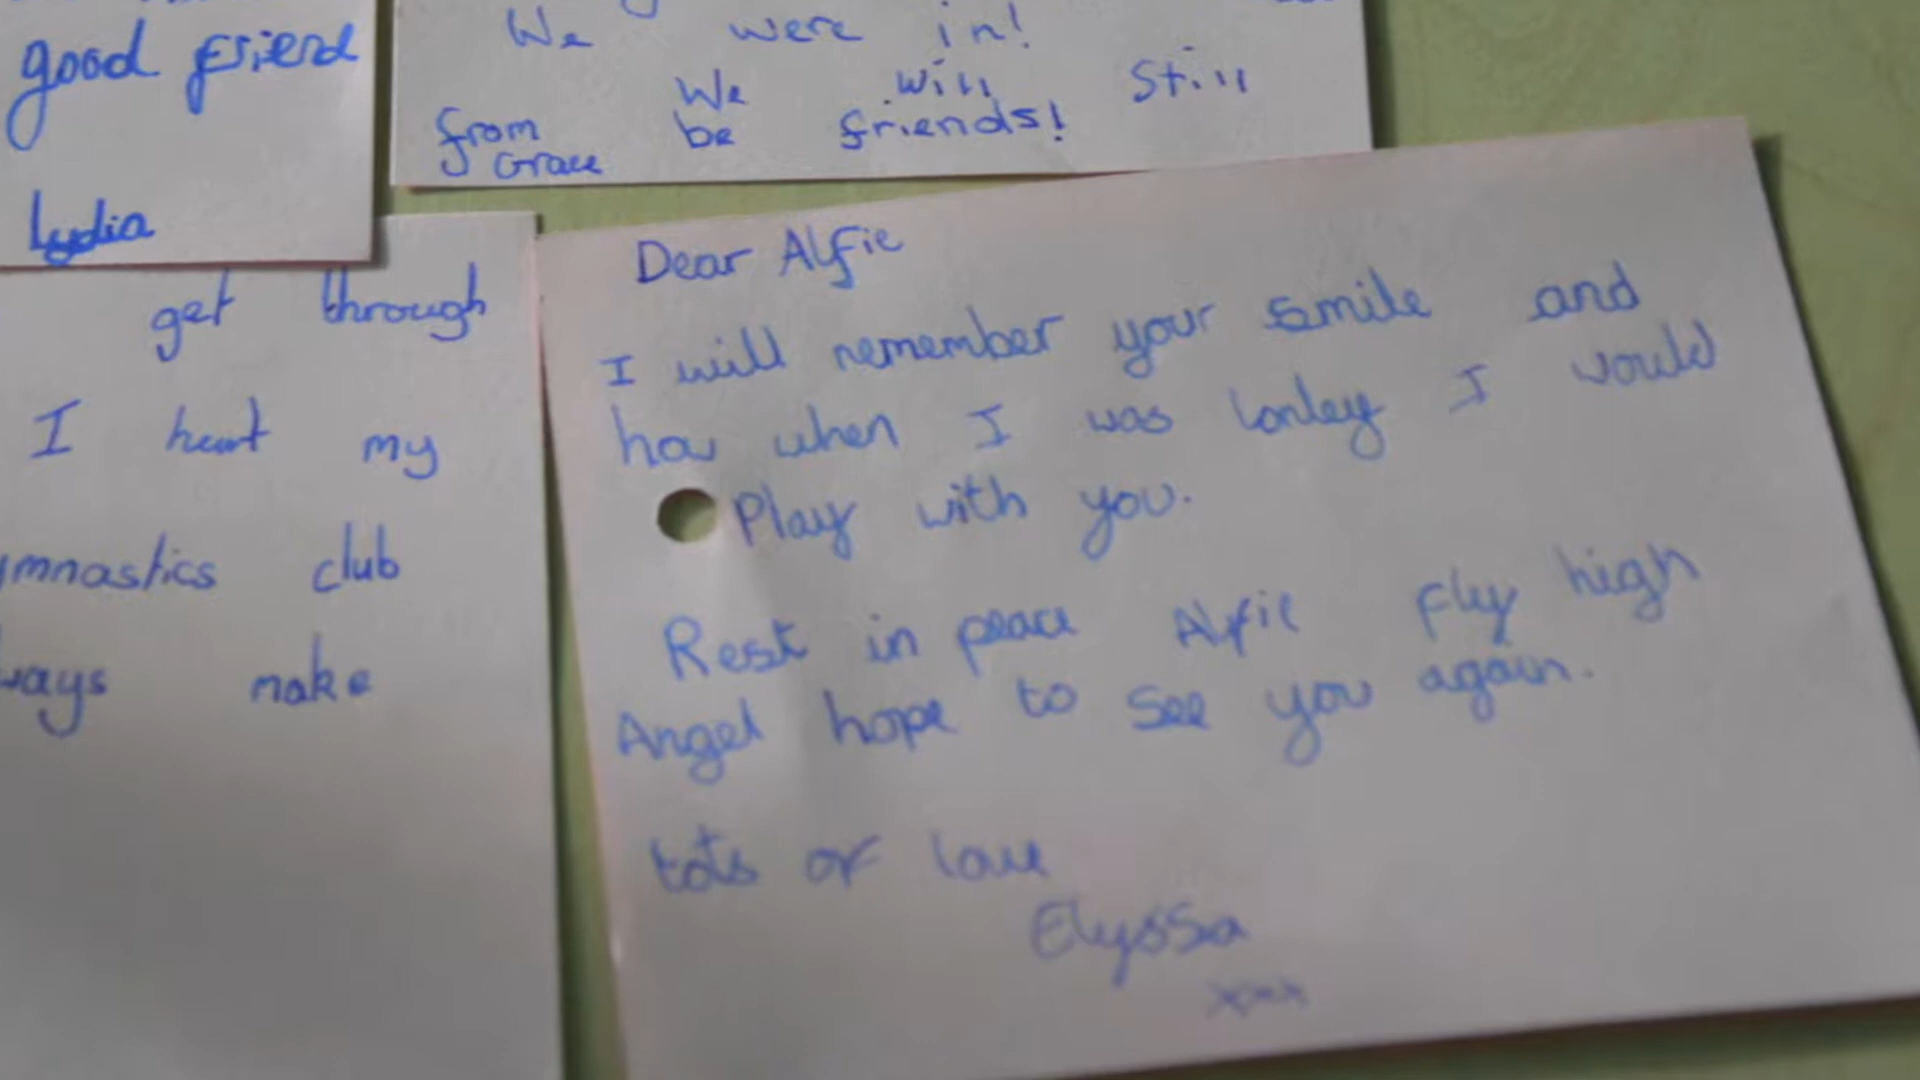 good friend
Lydia
We were in!
We will Still
be friends!
from
Grace
get through
I hurt my
mnastics club
ways make
Dear Alfie
I will remember your smile and
how when I was lonley I would
Play with you.
Rest in peace Alfie fly high
Angel hope to see you again.
lots of love
Elyssa
xxxx